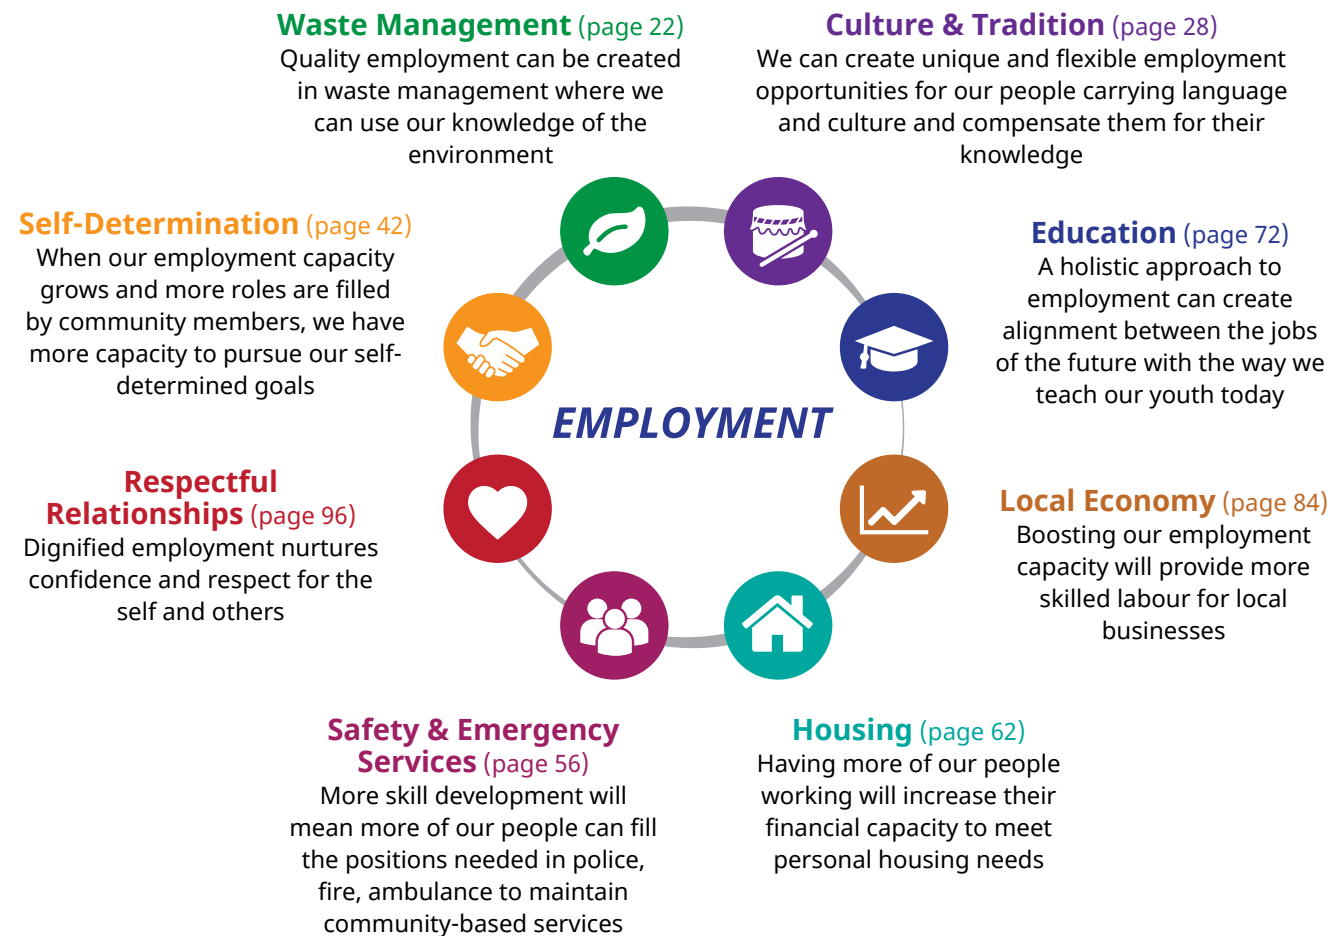 Waste Management (page 22)
Quality employment can be created
in waste management where we
can use our knowledge of the
environment
Culture & Tradition (page 28)
We can create unique and flexible employment
opportunities for our people carrying language
and culture and compensate them for their
knowledge
Self-Determination (page 42)
When our employment capacity
grows and more roles are filled
by community members, we have
more capacity to pursue our self-
determined goals
Education (page 72)
A holistic approach to
employment can create
alignment between the jobs
of the future with the way we
teach our youth today
EMPLOYMENT
Respectful
Relationships (page 96)
Dignified employment nurtures
confidence and respect for the
self and others
Local Economy (page 84)
Boosting our employment
capacity will provide more
skilled labour for local
businesses
Safety & Emergency
Services (page 56)
More skill development will
mean more of our people can fill
the positions needed in police,
fire, ambulance to maintain
community-based services
Housing (page 62)
Having more of our people
working will increase their
financial capacity to meet
personal housing needs